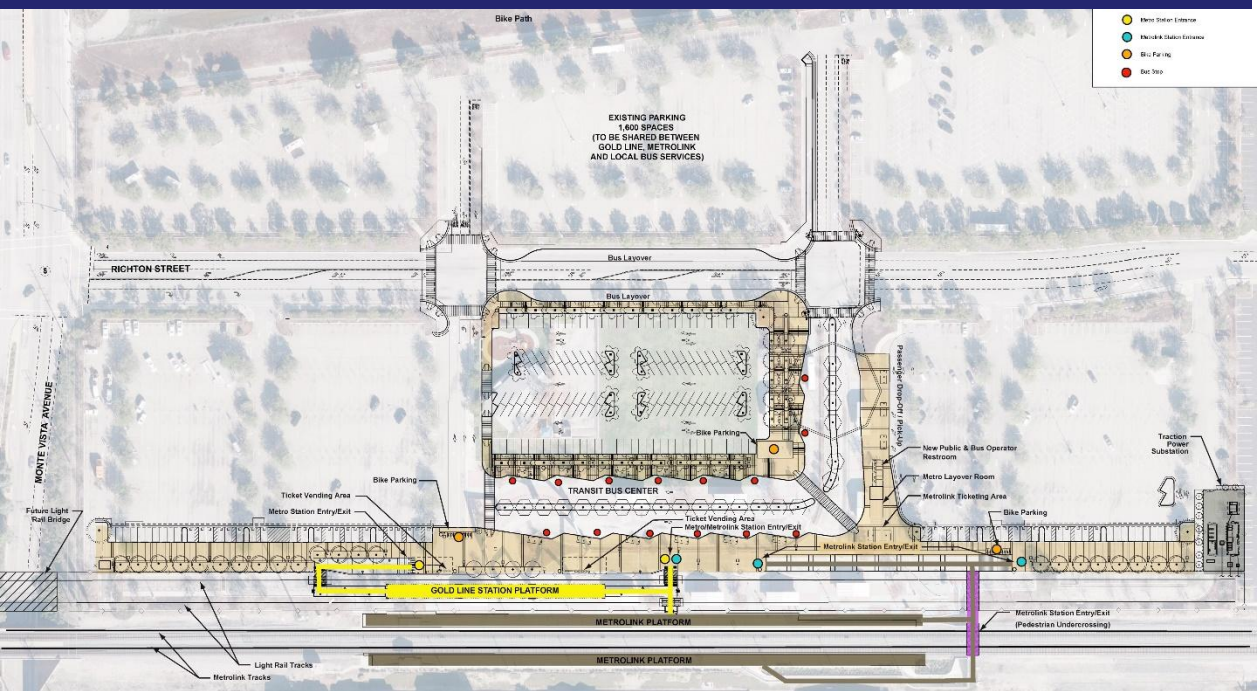 Bike Path
Metro Station Entrance
Metrolink Station Entrance
Bike Parking
Bus Stop
EXISTING PARKING
1,600 SPACES
(TO BE SHARED BETWEEN
GOLD LINE, METROLINK
AND LOCAL BUS SERVICES)
Bus Layover
RICHTON STREET
Bus Layover
MONTE VISTA AVENUE
Passenger Drop-Off / Pick-Up
Bike Parking
New Public & Bus Operator
Restroom
Traction
Power
Substation
Metro Layover Room
Bike Parking
TRANSIT BUS CENTER
Metrolink Ticketing Area
Ticket Vending Area
Metro Station Entry/Exit
Future Light
Rail Bridge
Ticket Vending Area
Metro/Metrolink Station Entry/Exit
Bike Parking
Metrolink Station Entry/Exit
GOLD LINE STATION PLATFORM
METROLINK PLATFORM
Metrolink Station Entry/Exit
(Pedestrian Undercrossing)
METROLINK PLATFORM
Light Rail Tracks
Metrolink Tracks